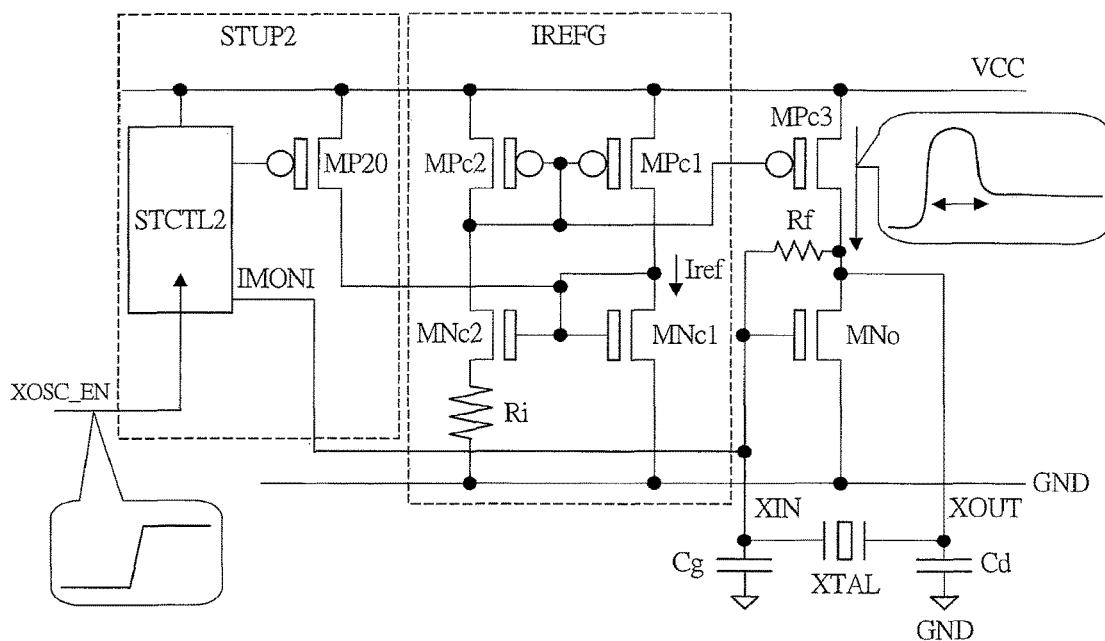 STUP2
IREFG
VCC
MPc3
MP20
MPc2
MPc1
STCTL2
Rf
IMONI
Iref
MNc2
MNc1
MNo
XOSC_EN
Ri
GND
XIN
XOUT
Cg
XTAL
Cd
GND